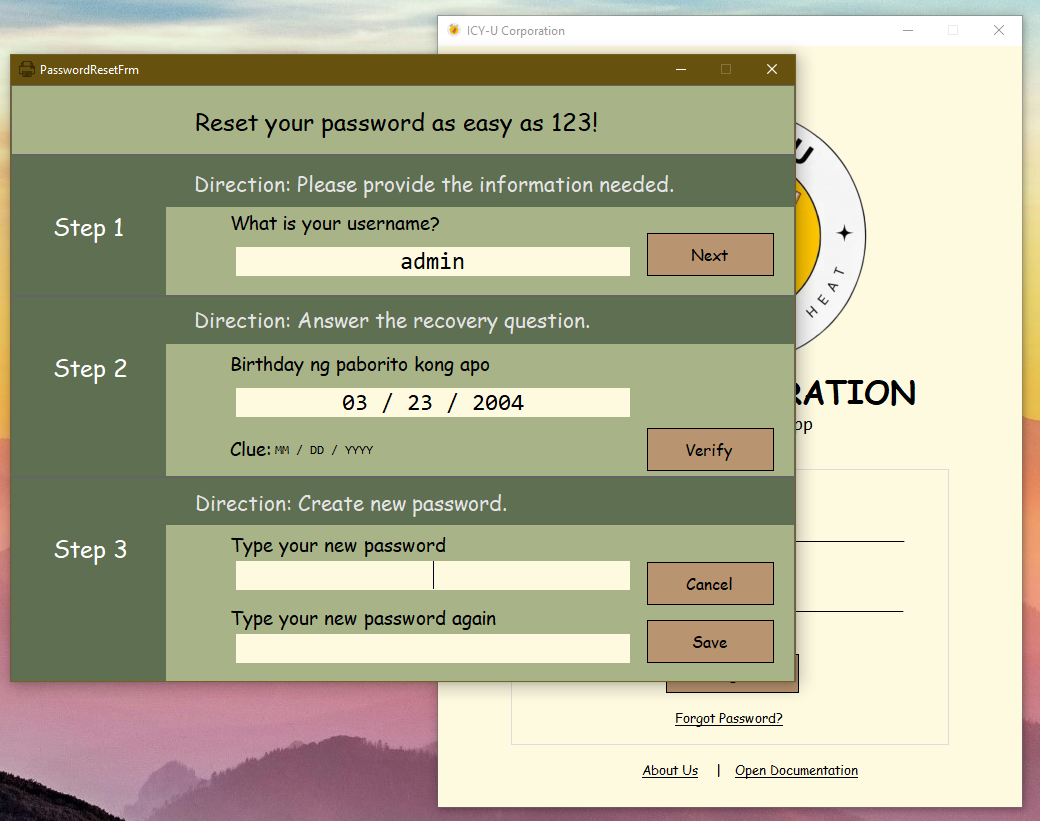 ICY-U Corporation
PasswordResetFrm
Reset your password as easy as 123!
Direction: Please provide the information needed.
Step 1
What is your username?
admin
Next
Direction: Answer the recovery question.
Step 2
Birthday ng paborito kong apo
03 / 23 / 2004
Clue: MM / DD / YYYY
Verify
Direction: Create new password.
Step 3
Type your new password
Cancel
Type your new password again
Save
U
HEAT
RATION
pp
Forgot Password?
About Us | Open Documentation